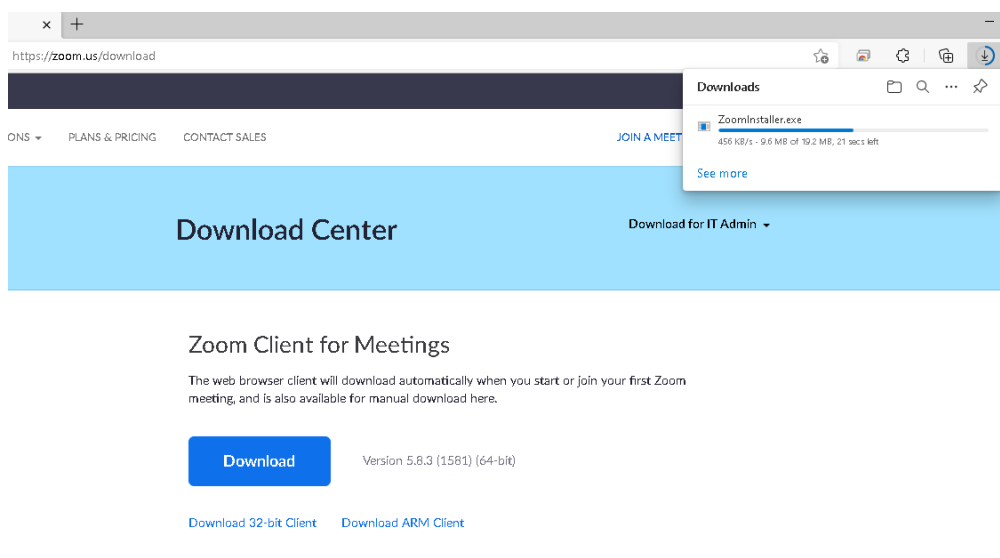 https://zoom.us/download
Downloads
ZoomInstaller.exe
456 KB/s - 9.6 MB of 19.2 MB, 21 secs left
See more
ONS
PLANS & PRICING
CONTACT SALES
JOIN A MEET
Download Center
Download for IT Admin
Zoom Client for Meetings
The web browser client will download automatically when you start or join your first Zoom
meeting, and is also available for manual download here.
Download
Version 5.8.3 (1581) (64-bit)
Download 32-bit Client
Download ARM Client